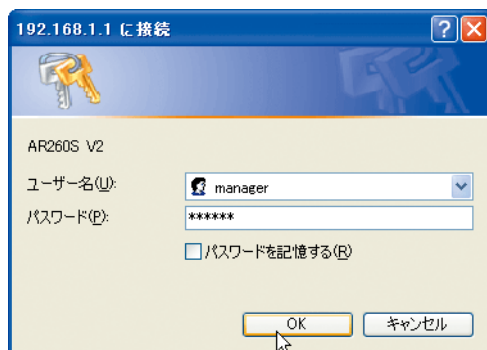 192.168.1.1 に接続
AR260S V2
ユーザー名(U):
manager
パスワード(P):
******
パスワードを記憶する(R)
OK
キャンセル